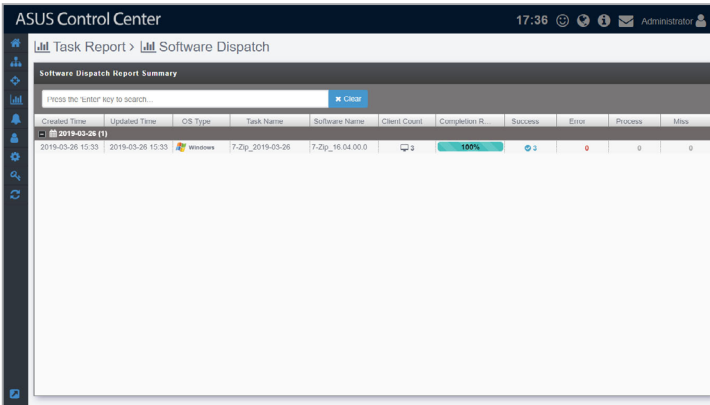 ASUS Control Center
17:36
Administrator
Task Report > Software Dispatch
Software Dispatch Report Summary
Press the 'Enter' key to search...
× Clear
Created Time Updated Time OS Type Task Name Software Name Client Count Completion R... Success Error Process Miss
2019-03-26 (1)
2019-03-26 15:33 2019-03-26 15:33 Windows 7-Zip_2019-03-26 7-Zip_16.04.00.0 3 100% 3 0 0 0